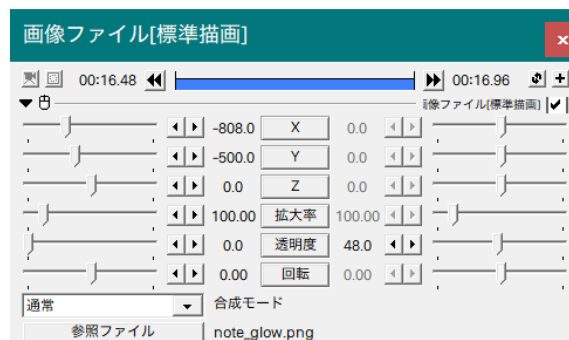 画像ファイル[標準描画]
00:16.48 00:16.96
画像ファイル[標準描画]
-808.0 X 0.0
-500.0 Y 0.0
0.0 Z 0.0
100.00 拡大率 100.00
0.0 透明度 48.0
0.00 回転 0.00
通常 合成モード
参照ファイル note_glow.png